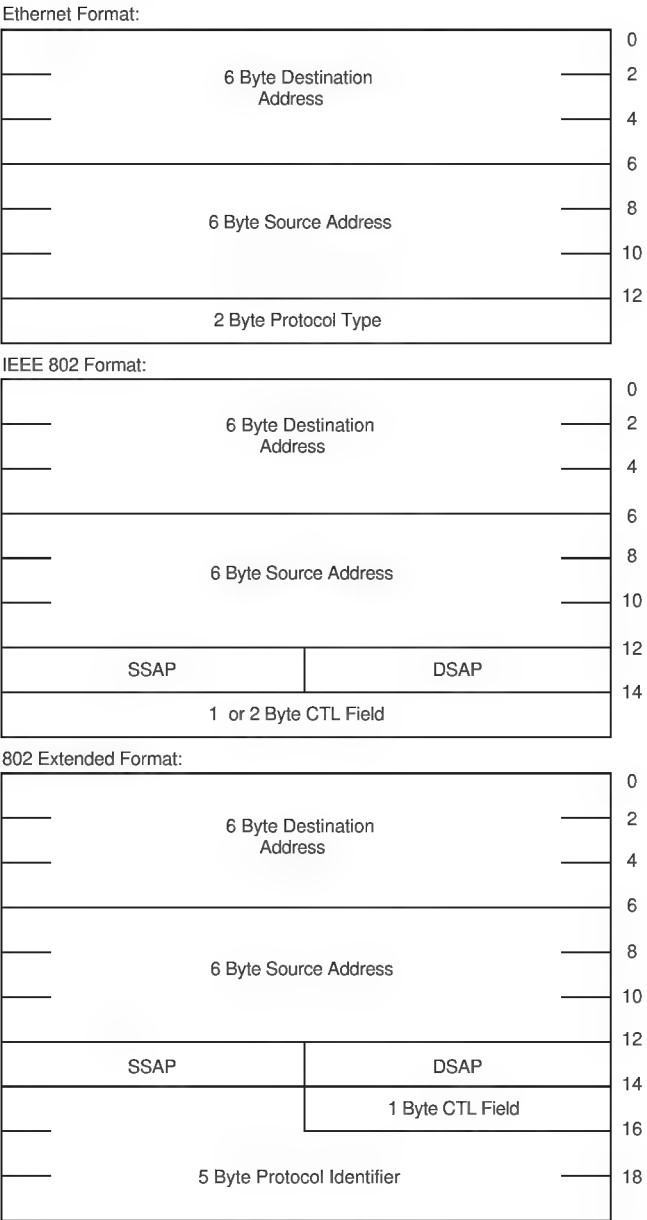 Ethernet Format:
0
6 Byte Destination
Address
2
4
6
8
6 Byte Source Address
10
12
2 Byte Protocol Type
IEEE 802 Format:
0
6 Byte Destination
Address
2
4
6
8
6 Byte Source Address
10
12
SSAP DSAP
14
1 or 2 Byte CTL Field
802 Extended Format:
0
6 Byte Destination
Address
2
4
6
8
6 Byte Source Address
10
12
SSAP DSAP
14
1 Byte CTL Field
16
5 Byte Protocol Identifier
18